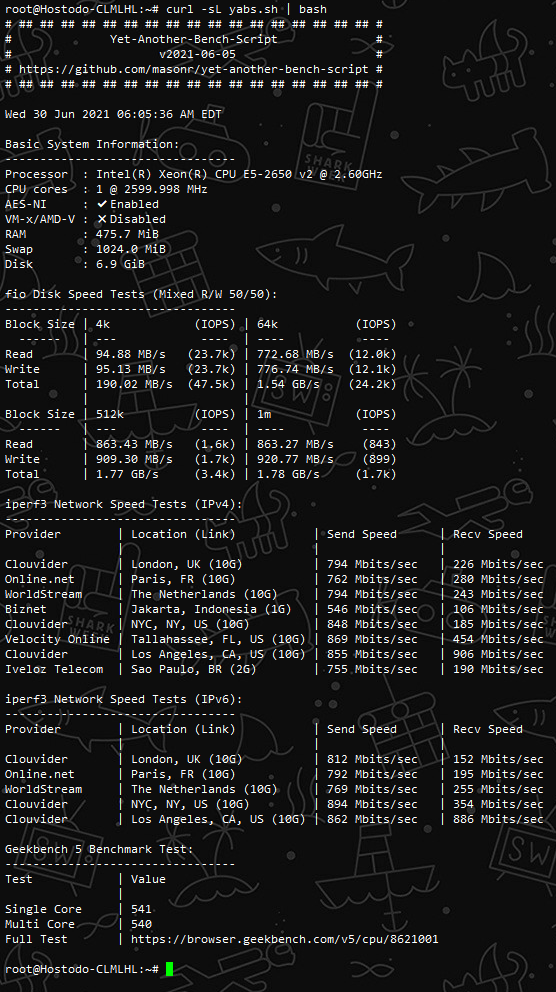 root@Hostodo-CLMLHL:~# curl -sL yabs.sh | bash
# ## ## ## ## ## ## ## ## ## ## ## ## ## ## ## ## ## #
#              Yet-Another-Bench-Script              #
#                     v2021-06-05                    #
# https://github.com/masonr/yet-another-bench-script #
# ## ## ## ## ## ## ## ## ## ## ## ## ## ## ## ## ## #
Wed 30 Jun 2021 06:05:36 AM EDT
Basic System Information:
---------------------------------
Processor  : Intel(R) Xeon(R) CPU E5-2650 v2 @ 2.60GHz
CPU cores  : 1 @ 2599.998 MHz
AES-NI     : ✔ Enabled
VM-x/AMD-V : ❌ Disabled
RAM        : 475.7 MiB
Swap       : 1024.0 MiB
Disk       : 6.9 GiB
fio Disk Speed Tests (Mixed R/W 50/50):
---------------------------------
Block Size | 4k            (IOPS) | 64k           (IOPS)
  ------   | ---            ----  | ----           ----
Read       | 94.88 MB/s   (23.7k) | 772.68 MB/s  (12.0k)
Write      | 95.13 MB/s   (23.7k) | 776.74 MB/s  (12.1k)
Total      | 190.02 MB/s  (47.5k) | 1.54 GB/s    (24.2k)
           |                      |
Block Size | 512k          (IOPS) | 1m            (IOPS)
  ------   | ---            ----  | ----           ----
Read       | 863.43 MB/s   (1.6k) | 863.27 MB/s    (843)
Write      | 909.30 MB/s   (1.7k) | 920.77 MB/s    (899)
Total      | 1.77 GB/s     (3.4k) | 1.78 GB/s     (1.7k)
iperf3 Network Speed Tests (IPv4):
---------------------------------
Provider        | Location (Link)           | Send Speed      | Recv Speed
                |                           |                 |
Clouvider       | London, UK (10G)          | 794 Mbits/sec   | 226 Mbits/sec
Online.net      | Paris, FR (10G)           | 762 Mbits/sec   | 280 Mbits/sec
WorldStream     | The Netherlands (10G)     | 794 Mbits/sec   | 243 Mbits/sec
Biznet          | Jakarta, Indonesia (1G)   | 546 Mbits/sec   | 106 Mbits/sec
Clouvider       | NYC, NY, US (10G)         | 848 Mbits/sec   | 185 Mbits/sec
Velocity Online | Tallahassee, FL, US (10G) | 869 Mbits/sec   | 454 Mbits/sec
Clouvider       | Los Angeles, CA, US (10G) | 855 Mbits/sec   | 906 Mbits/sec
Iveloz Telecom  | Sao Paulo, BR (2G)        | 755 Mbits/sec   | 190 Mbits/sec
iperf3 Network Speed Tests (IPv6):
---------------------------------
Provider        | Location (Link)           | Send Speed      | Recv Speed
                |                           |                 |
Clouvider       | London, UK (10G)          | 812 Mbits/sec   | 152 Mbits/sec
Online.net      | Paris, FR (10G)           | 792 Mbits/sec   | 195 Mbits/sec
WorldStream     | The Netherlands (10G)     | 769 Mbits/sec   | 255 Mbits/sec
Clouvider       | NYC, NY, US (10G)         | 894 Mbits/sec   | 354 Mbits/sec
Clouvider       | Los Angeles, CA, US (10G) | 862 Mbits/sec   | 886 Mbits/sec
Geekbench 5 Benchmark Test:
---------------------------------
Test            | Value
                |
Single Core     | 541
Multi Core      | 540
Full Test       | https://browser.geekbench.com/v5/cpu/8621001
root@Hostodo-CLMLHL:~#
SHARK
WEEK
SHARK
SW
SW